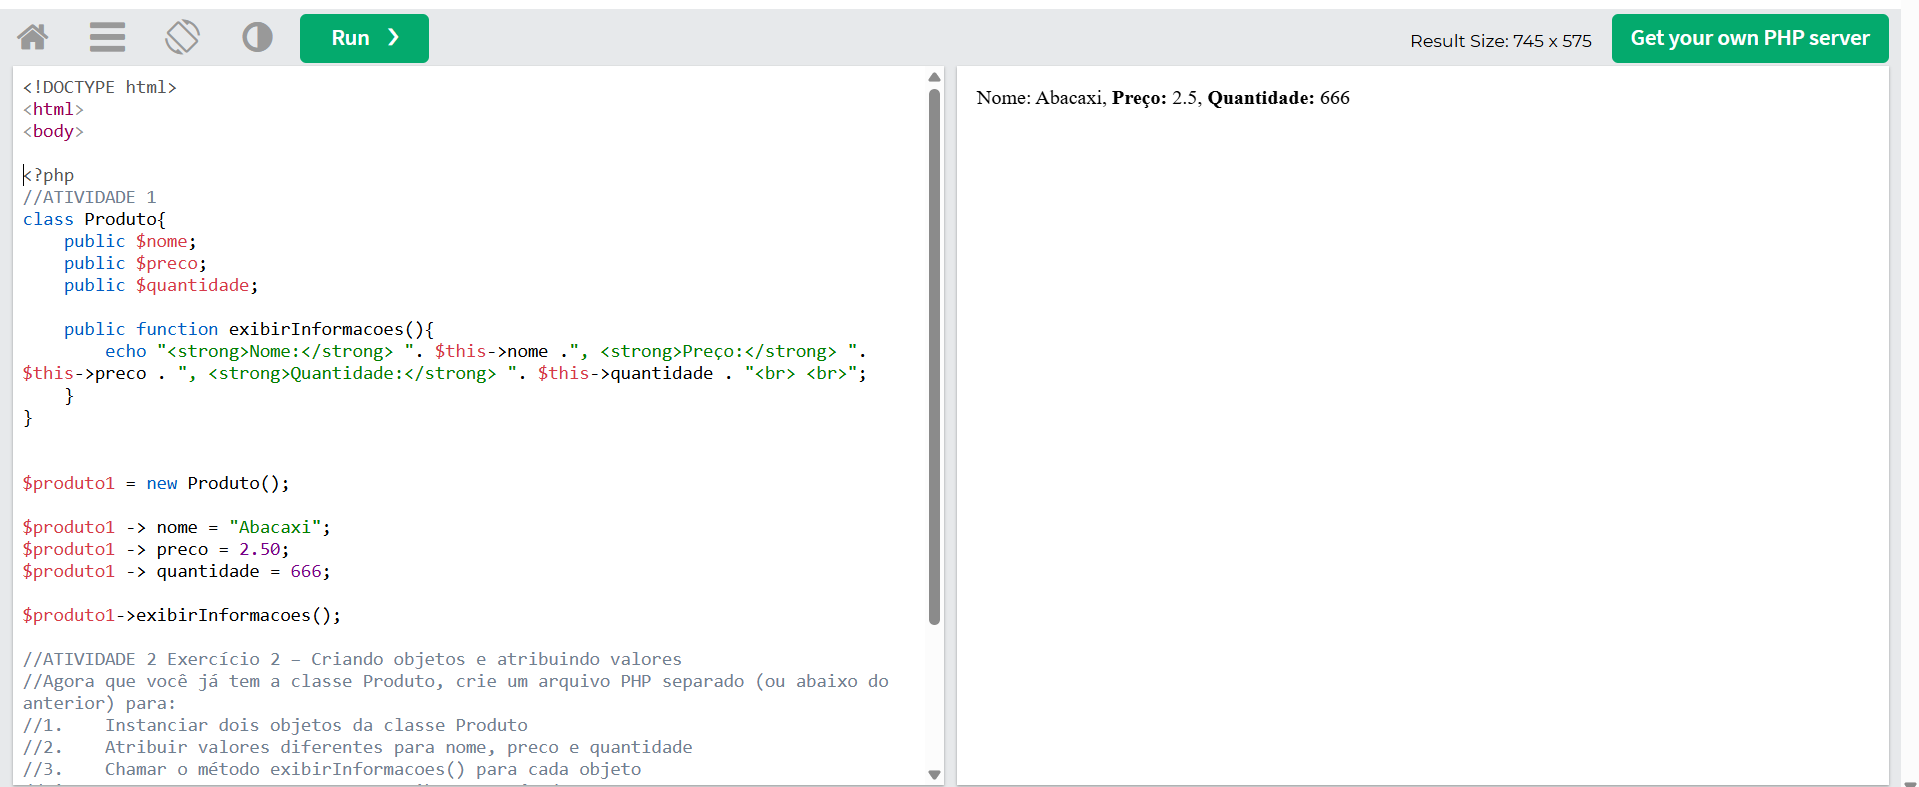 Run ❯
Result Size: 745 x 575
Get your own PHP server
<!DOCTYPE html>
<html>
<body>
<?php
//ATIVIDADE 1
class Produto{
    public $nome;
    public $preco;
    public $quantidade;
    public function exibirInformacoes(){
        echo "<strong>Nome:</strong> ". $this->nome .", <strong>Preço:</strong> ".
$this->preco . ", <strong>Quantidade:</strong> ". $this->quantidade . "<br> <br>";
    }
}
$produto1 = new Produto();
$produto1 -> nome = "Abacaxi";
$produto1 -> preco = 2.50;
$produto1 -> quantidade = 666;
$produto1->exibirInformacoes();
//ATIVIDADE 2 Exercício 2 – Criando objetos e atribuindo valores
//Agora que você já tem a classe Produto, crie um arquivo PHP separado (ou abaixo do
anterior) para:
//1.    Instanciar dois objetos da classe Produto
//2.    Atribuir valores diferentes para nome, preco e quantidade
//3.    Chamar o método exibirInformacoes() para cada objeto
Nome: Abacaxi, Preço: 2.5, Quantidade: 666